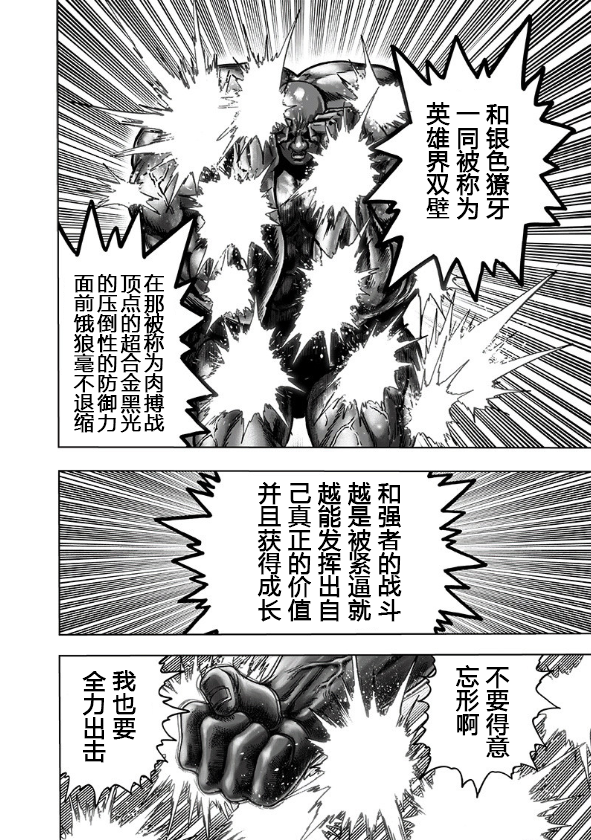 和银色獠牙
一同被称为
英雄界双壁
在那被称为肉搏战
顶点的超合金黑光
的压倒性的防御力
面前饿狼毫不退缩
和强者的战斗
越是被紧逼就
越能发挥出自
己真正的价值
并且获得成长
不要得意
忘形啊
我也要
全力出击